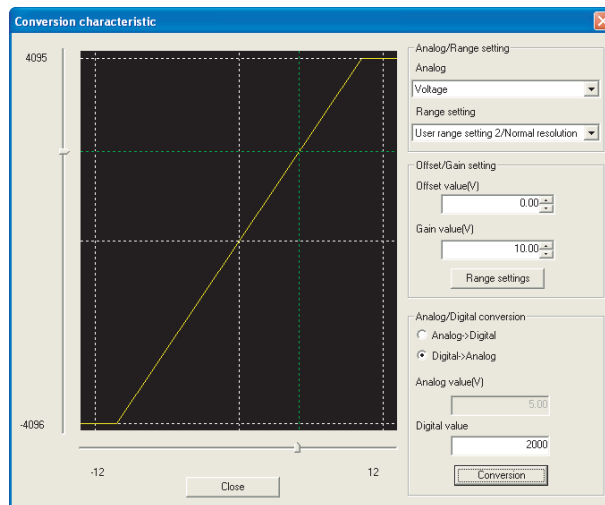 Conversion characteristic
4095
-4096
-12
12
Close
Analog/Range setting
Analog
Voltage
Range setting
User range setting 2/Normal resolution
Offset/Gain setting
Offset value(V)
0.00
Gain value(V)
10.00
Range settings
Analog/Digital conversion
Analog->Digital
Digital->Analog
Analog value(V)
5.00
Digital value
2000
Conversion